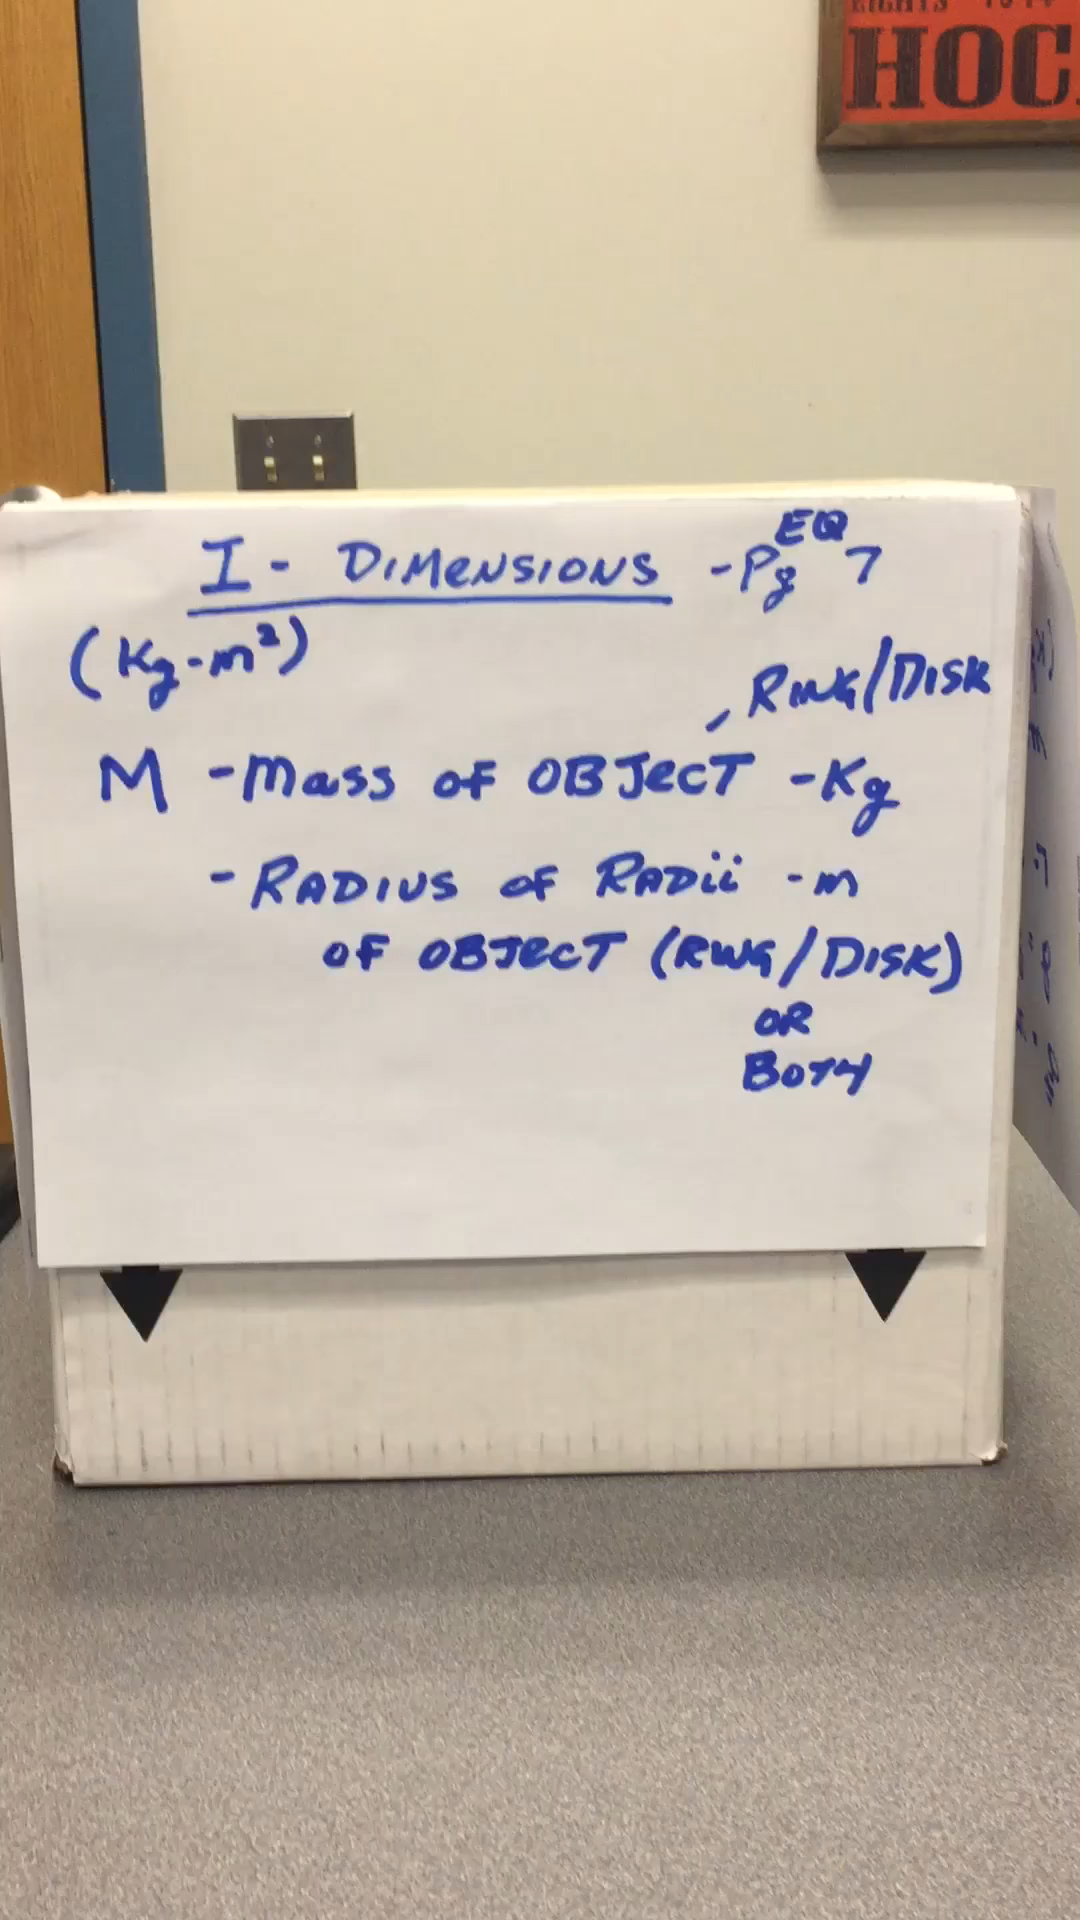 HOC
I - DIMENSIONS - Pg EQ 7
(Kg-m²)
RING/DISK
M - Mass of OBJECT - Kg
- RADIUS of RADii - m
OF OBJECT (RING/DISK)
OR
BOTH